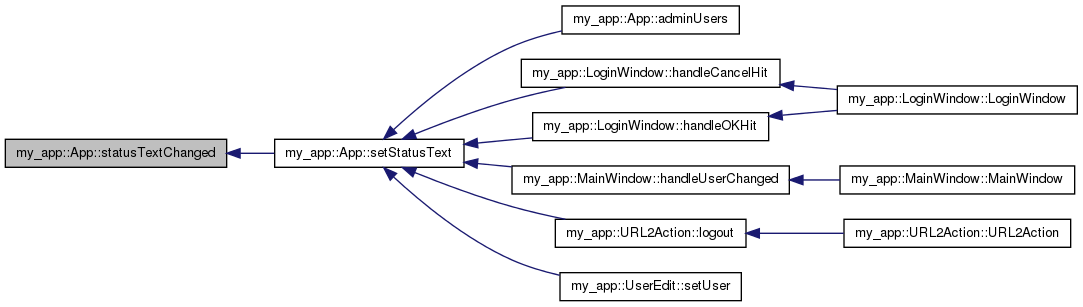 my_app::App::adminUsers
my_app::LoginWindow::handleCancelHit
my_app::LoginWindow::LoginWindow
my_app::LoginWindow::handleOKHit
my_app::App::statusTextChanged
my_app::App::setStatusText
my_app::MainWindow::handleUserChanged
my_app::MainWindow::MainWindow
my_app::URL2Action::logout
my_app::URL2Action::URL2Action
my_app::UserEdit::setUser